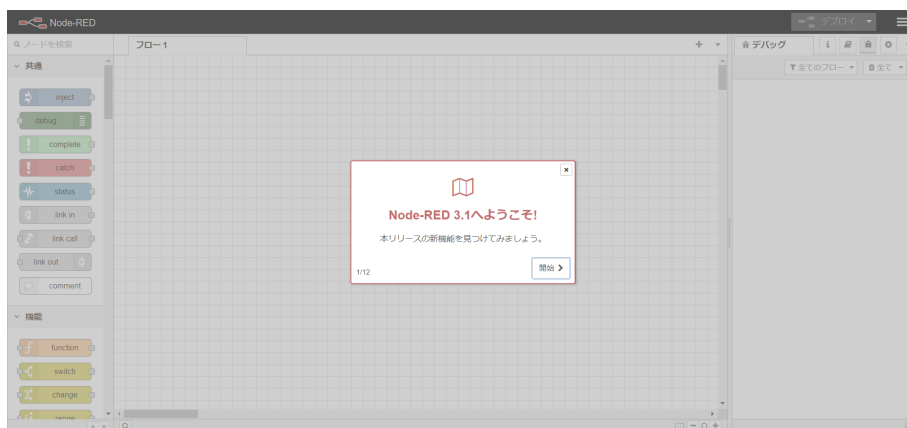 Node-RED
デプロイ
ノードを検索
フロー 1
デバッグ
共通
全てのフロー
全て
inject
debug
complete
catch
status
link in
link call
link out
comment
機能
function
switch
change
range
Node-RED 3.1へようこそ!
本リリースの新機能を見つけてみましょう。
1/12
開始